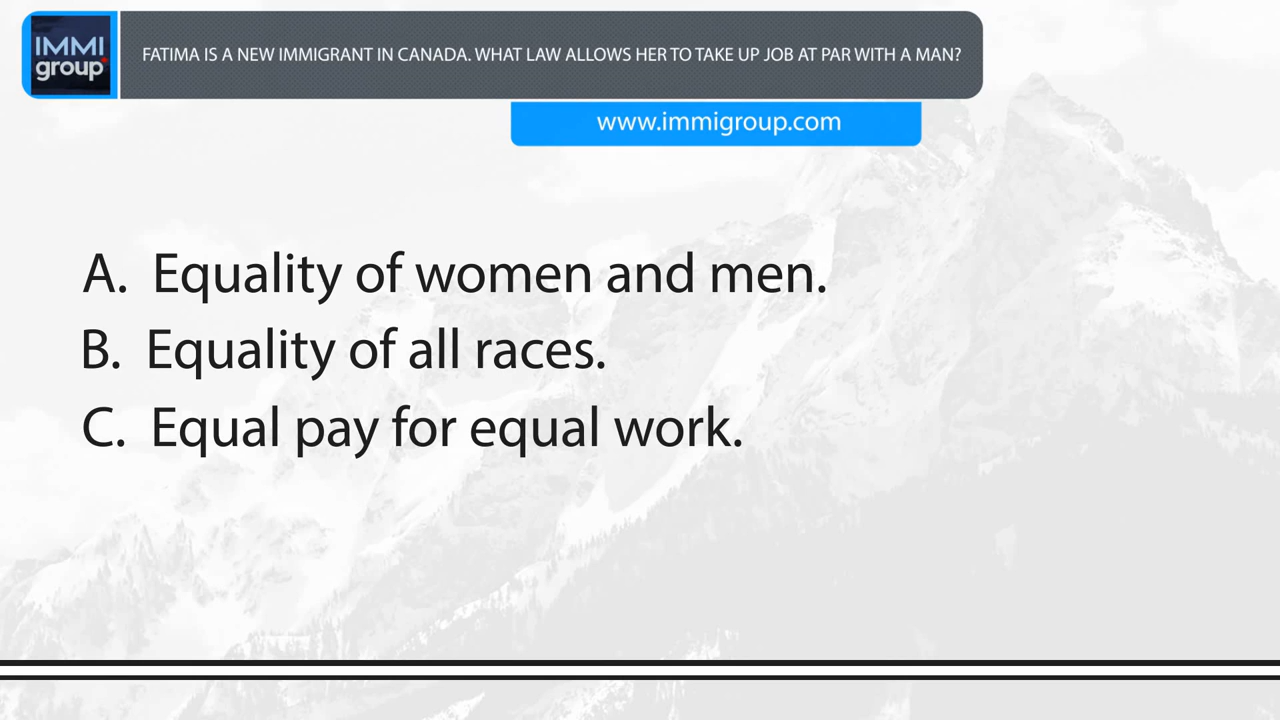 IMMI
group
FATIMA IS A NEW IMMIGRANT IN CANADA. WHAT LAW ALLOWS HER TO TAKE UP JOB AT PAR WITH A MAN?
www.immigroup.com
A. Equality of women and men.
B. Equality of all races.
C. Equal pay for equal work.